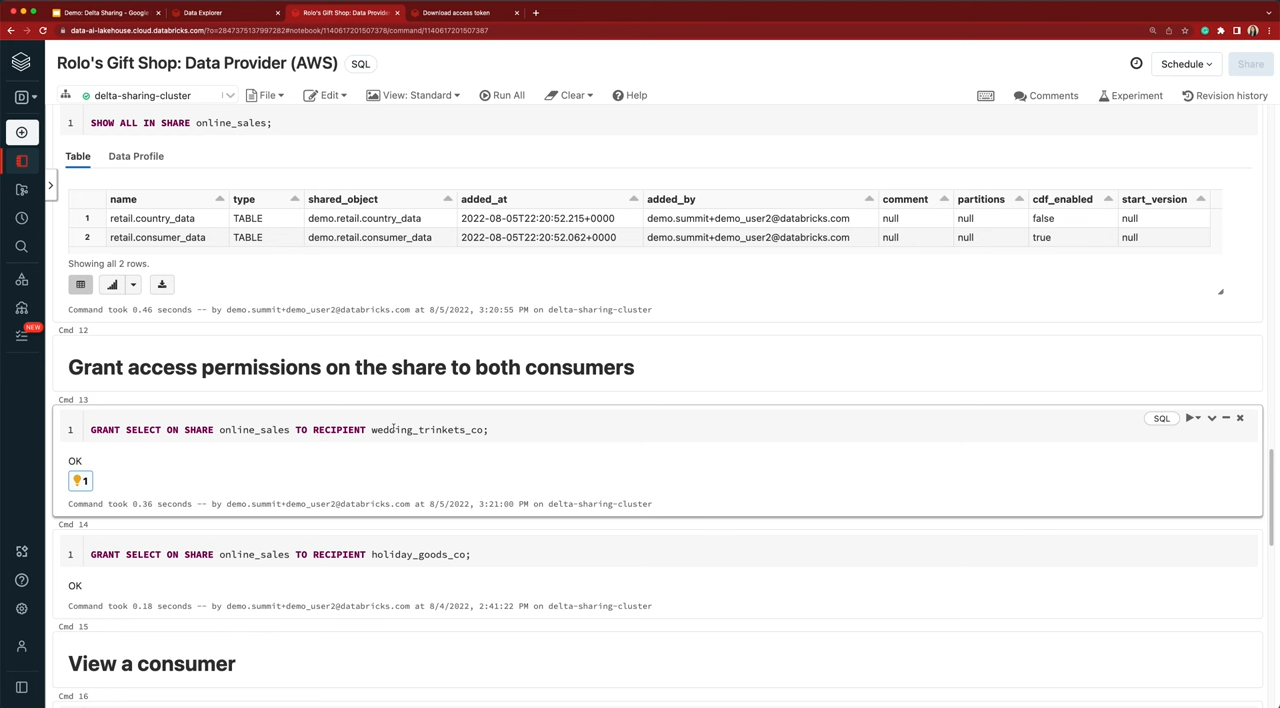 Demo: Delta Sharing - Google
Data Explorer
Rolo's Gift Shop: Data Provide
Download access token
data-ai-lakehouse.cloud.databricks.com/?o=2847375137997282#notebook/1140617201507378/command/1140617201507387
Rolo's Gift Shop: Data Provider (AWS) SQL
Schedule Share
D
delta-sharing-cluster File Edit View: Standard Run All Clear Help
Comments Experiment Revision history
1 SHOW ALL IN SHARE online_sales;
Table Data Profile
name type shared_object added_at added_by comment partitions cdf_enabled start_version
1 retail.country_data TABLE demo.retail.country_data 2022-08-05T22:20:52.215+0000 demo.summit+demo_user2@databricks.com null null false null
2 retail.consumer_data TABLE demo.retail.consumer_data 2022-08-05T22:20:52.062+0000 demo.summit+demo_user2@databricks.com null null true null
Showing all 2 rows.
Command took 0.46 seconds -- by demo.summit+demo_user2@databricks.com at 8/5/2022, 3:20:55 PM on delta-sharing-cluster
NEW
Cmd 12
Grant access permissions on the share to both consumers
Cmd 13
SQL
1 GRANT SELECT ON SHARE online_sales TO RECIPIENT wedding_trinkets_co;
OK
1
Command took 0.36 seconds -- by demo.summit+demo_user2@databricks.com at 8/5/2022, 3:21:00 PM on delta-sharing-cluster
Cmd 14
1 GRANT SELECT ON SHARE online_sales TO RECIPIENT holiday_goods_co;
OK
Command took 0.18 seconds -- by demo.summit+demo_user2@databricks.com at 8/4/2022, 2:41:22 PM on delta-sharing-cluster
Cmd 15
View a consumer
Cmd 16